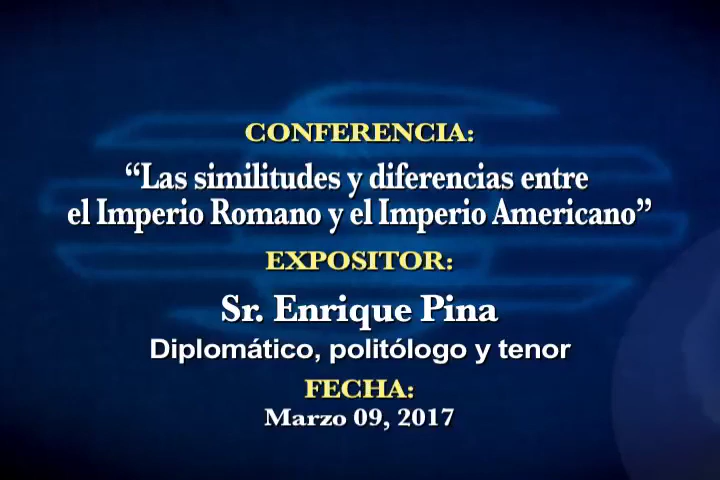 CONFERENCIA:
“Las similitudes y diferencias entre
el Imperio Romano y el Imperio Americano”
EXPOSITOR:
Sr. Enrique Pina
Diplomático, politólogo y tenor
FECHA:
Marzo 09, 2017